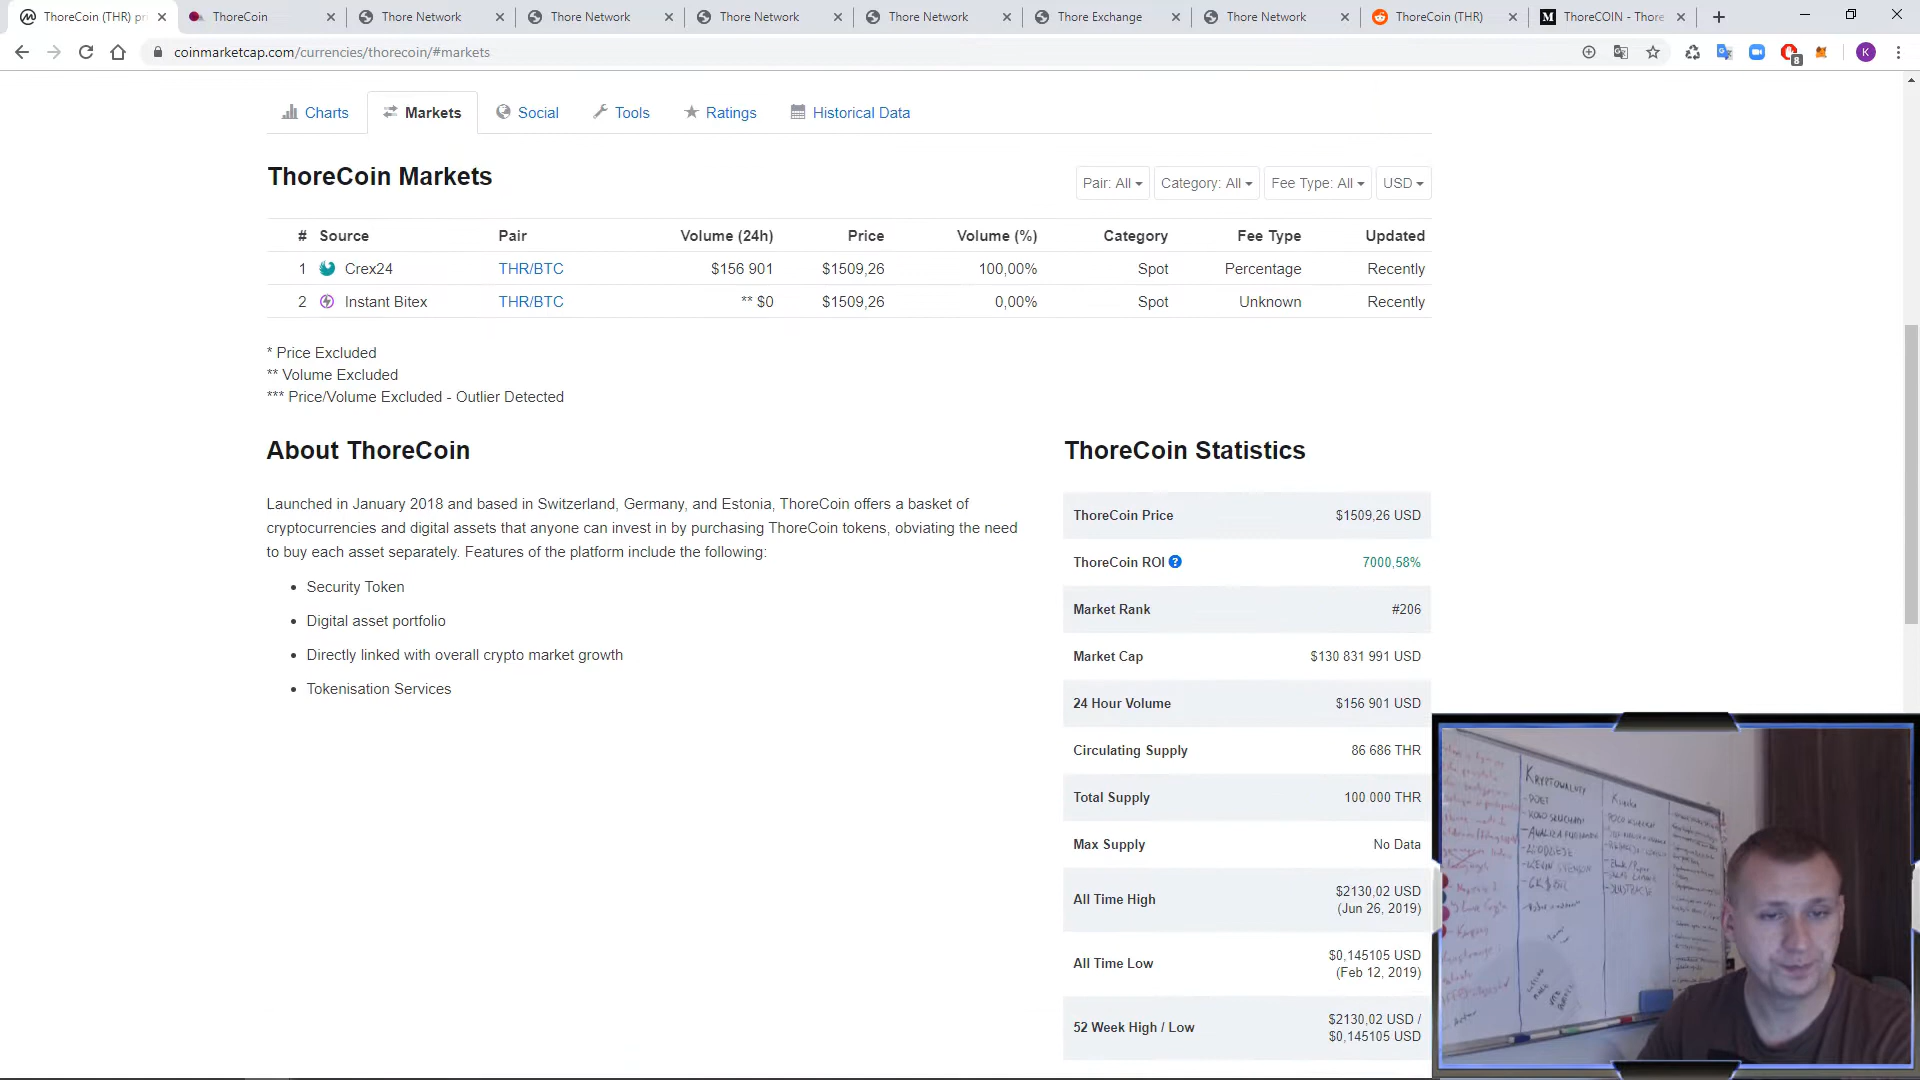 ThoreCoin (THR) pr
ThoreCoin
Thore Network
Thore Network
Thore Network
Thore Network
Thore Exchange
Thore Network
ThoreCoin (THR)
ThoreCOIN - Thore
coinmarketcap.com/currencies/thorecoin/#markets
8
K
Charts
Markets
Social
Tools
Ratings
Historical Data
ThoreCoin Markets
Pair: All
Category: All
Fee Type: All
USD
# Source Pair Volume (24h) Price Volume (%) Category Fee Type Updated
1 Crex24 THR/BTC $156 901 $1509,26 100,00% Spot Percentage Recently
2 Instant Bitex THR/BTC ** $0 $1509,26 0,00% Spot Unknown Recently
* Price Excluded
** Volume Excluded
*** Price/Volume Excluded - Outlier Detected
About ThoreCoin
Launched in January 2018 and based in Switzerland, Germany, and Estonia, ThoreCoin offers a basket of
cryptocurrencies and digital assets that anyone can invest in by purchasing ThoreCoin tokens, obviating the need
to buy each asset separately. Features of the platform include the following:
• Security Token
• Digital asset portfolio
• Directly linked with overall crypto market growth
• Tokenisation Services
ThoreCoin Statistics
ThoreCoin Price $1509,26 USD
ThoreCoin ROI ? 7000,58%
Market Rank #206
Market Cap $130 831 991 USD
24 Hour Volume $156 901 USD
Circulating Supply 86 686 THR
Total Supply 100 000 THR
Max Supply No Data
All Time High $2130,02 USD
(Jun 26, 2019)
All Time Low $0,145105 USD
(Feb 12, 2019)
52 Week High / Low $2130,02 USD /
$0,145105 USD
KRYPTOWALUTY